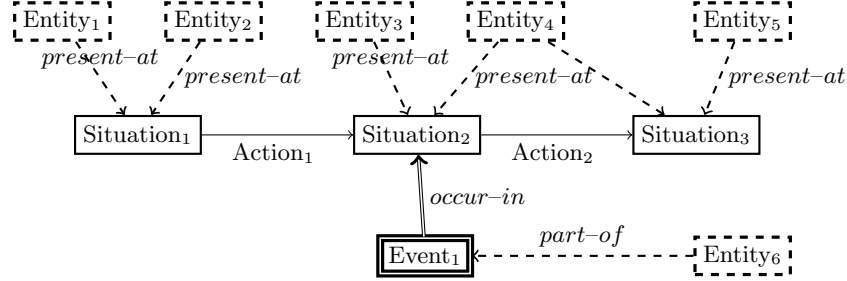 Entity₁ Entity₂ Entity₃ Entity₄ Entity₅
present–at present–at present–at present–at present–at
Situation₁ Situation₂ Situation₃
Action₁ Action₂
occur–in
part–of
Event₁ Entity₆